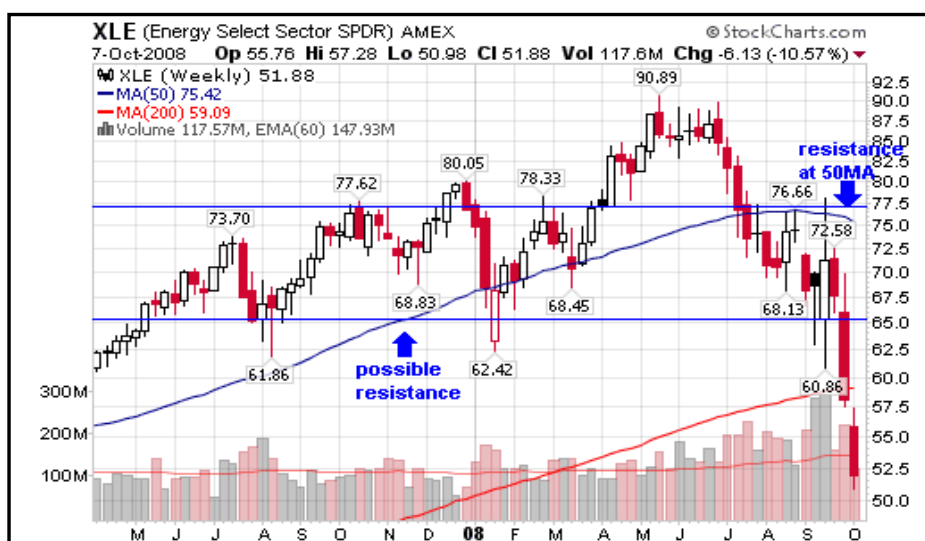 XLE (Energy Select Sector SPDR) AMEX
© StockCharts.com
7-Oct-2008 Op 55.76 Hi 57.28 Lo 50.98 Cl 51.88 Vol 117.6M Chg -6.13 (-10.57%)
XLE (Weekly) 51.88
MA(50) 75.42
MA(200) 59.09
Volume 117.57M, EMA(60) 147.93M
90.89
80.05
77.62
78.33
76.66
73.70
72.58
68.83
68.45
68.13
61.86
62.42
60.86
resistance
at 50MA
possible
resistance
92.5
90.0
87.5
85.0
82.5
80.0
77.5
75.0
72.5
70.0
67.5
65.0
62.5
60.0
57.5
55.0
52.5
50.0
300M
200M
100M
M J J A S O N D 08 F M A M J J A S O